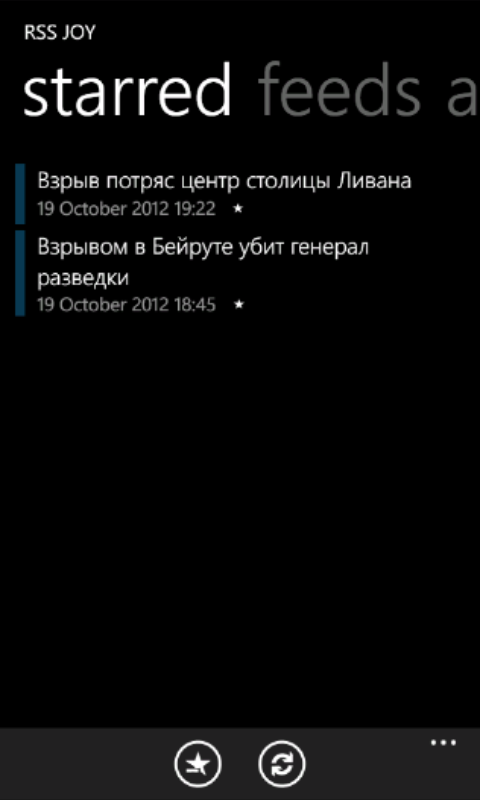 RSS JOY
starred feeds a
Взрыв потряс центр столицы Ливана
19 October 2012 19:22 ★
Взрывом в Бейруте убит генерал
разведки
19 October 2012 18:45 ★